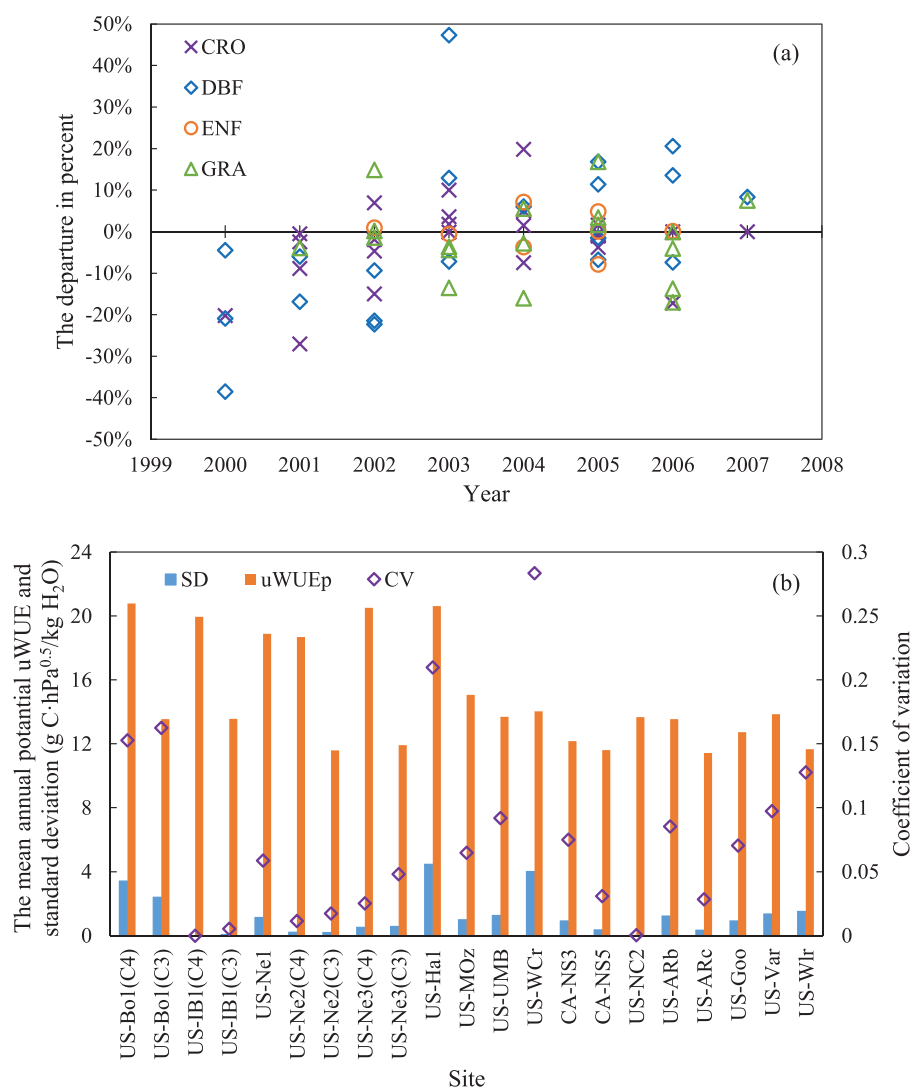 50%
40%
30%
20%
10%
0%
-10%
-20%
-30%
-40%
-50%
The departure in percent
CRO
DBF
ENF
GRA
(a)
1999 2000 2001 2002 2003 2004 2005 2006 2007 2008
Year
The mean annual potantial uWUE and
standard deviation (g C·hPa^0.5/kg H₂O)
24
20
16
12
8
4
0
SD uWUEp CV
(b)
0.3
0.25
0.2
0.15
0.1
0.05
0
Coefficient of variation
US-Bo1(C4)
US-Bo1(C3)
US-IB1(C4)
US-IB1(C3)
US-Ne1
US-Ne2(C4)
US-Ne2(C3)
US-Ne3(C4)
US-Ne3(C3)
US-Ha1
US-MOz
US-UMB
US-WCr
CA-NS3
CA-NS5
US-NC2
US-ARb
US-ARc
US-Goo
US-Var
US-Wlr
Site